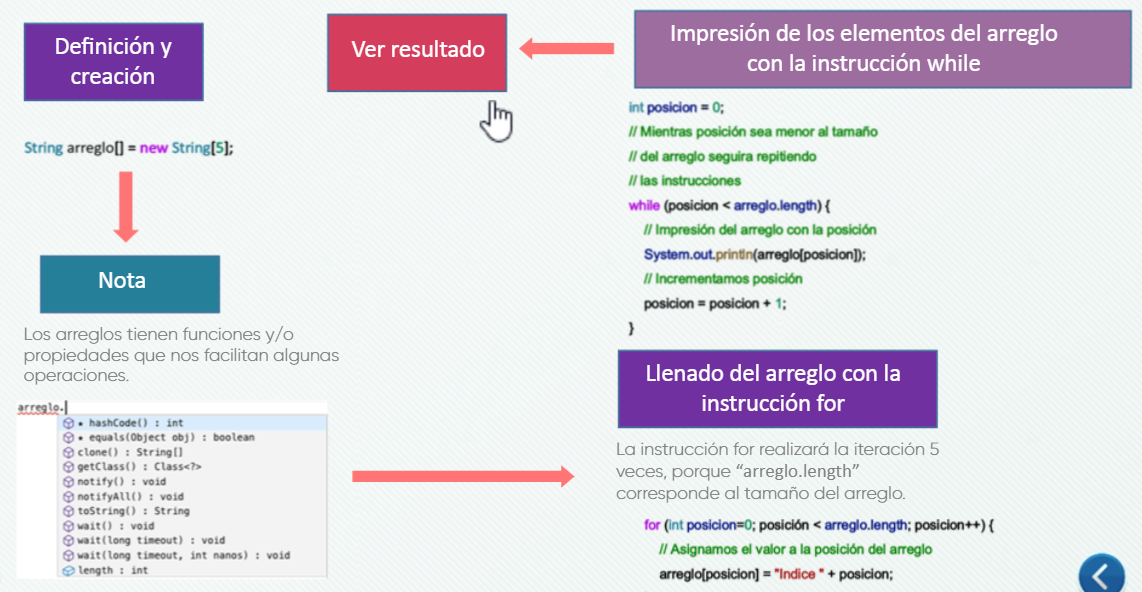 Definición y
creación
String arreglo[] = new String[5];
Nota
Los arreglos tienen funciones y/o
propiedades que nos facilitan algunas
operaciones.
arreglo.
hashCode() : int
equals(Object obj) : boolean
clone() : String[]
getClass() : Class<?>
notify() : void
notifyAll() : void
toString() : String
wait() : void
wait(long timeout) : void
wait(long timeout, int nanos) : void
length : int
Ver resultado
Impresión de los elementos del arreglo
con la instrucción while
int posicion = 0;
// Mientras posición sea menor al tamaño
// del arreglo seguira repitiendo
// las instrucciones
while (posicion < arreglo.length) {
// Impresión del arreglo con la posición
System.out.println(arreglo[posicion]);
// Incrementamos posición
posicion = posicion + 1;
}
Llenado del arreglo con la
instrucción for
La instrucción for realizará la iteración 5
veces, porque “arreglo.length”
corresponde al tamaño del arreglo.
for (int posicion=0; posición < arreglo.length; posicion++) {
// Asignamos el valor a la posición del arreglo
arreglo[posicion] = "Indice " + posicion;